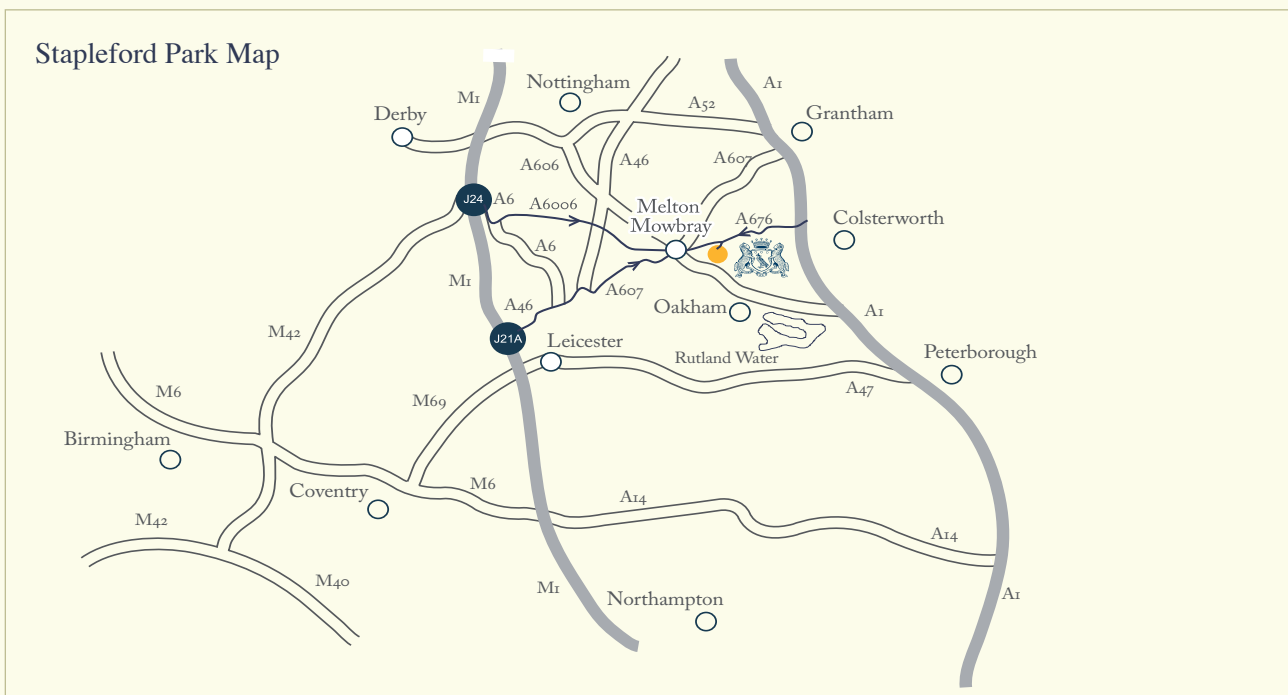 Stapleford Park Map
Nottingham
A1
M1
A52
Derby
Grantham
A606
A46
A607
J24
A6
A6006
Melton
Mowbray
A676
Colsterworth
A6
M1
A607
A46
Oakham
A1
M42
J21A
Leicester
Rutland Water
Peterborough
M6
A47
M69
Birmingham
Coventry
M6
A14
M42
A14
M40
M1
Northampton
A1